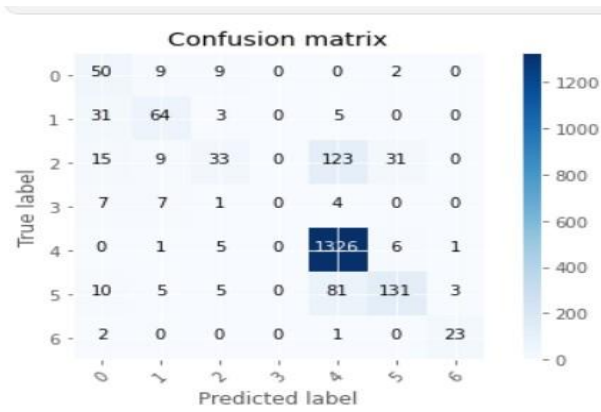 Confusion matrix
0 50 9 9 0 0 2 0
1 31 64 3 0 5 0 0
2 15 9 33 0 123 31 0
3 7 7 1 0 4 0 0
4 0 1 5 0 1326 6 1
5 10 5 5 0 81 131 3
6 2 0 0 0 1 0 23
0 1 2 3 4 5 6
True label
Predicted label
1200
1000
800
600
400
200
0